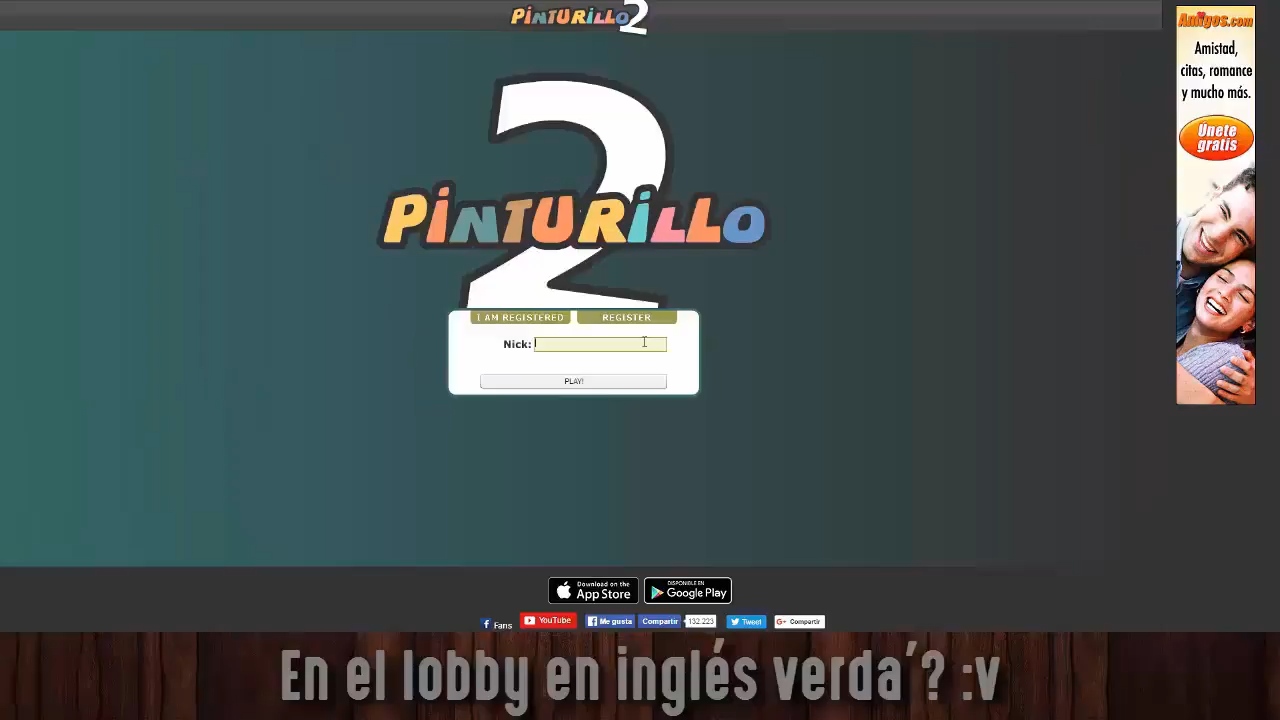 PINTURILLO 2
Amigos.com
Amistad,
citas, romance
y mucho más.
Únete
gratis
2
PINTURILLO
I AM REGISTERED
REGISTER
Nick:
PLAY!
Download on the
App Store
DISPONIBLE EN
Google Play
Fans
YouTube
Me gusta
Compartir
132.223
Tweet
G+ Compartir
En el lobby en inglés verda´? :v